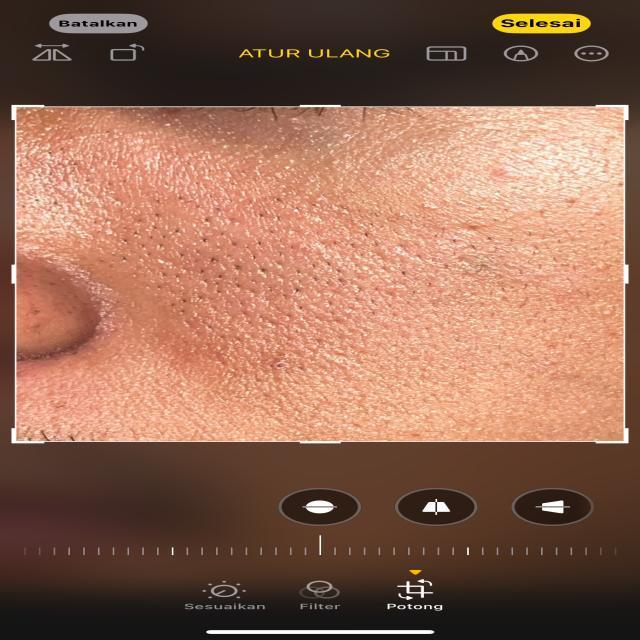 Batalkan
Selesai
ATUR ULANG
Sesuaikan
Filter
Potong